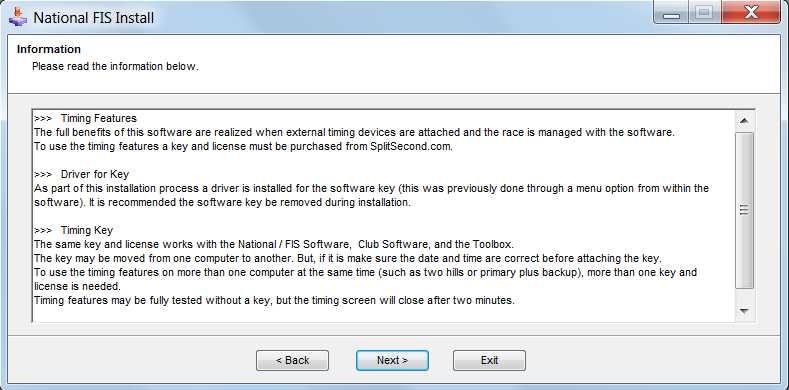 National FIS Install
Information
Please read the information below.
>>> Timing Features
The full benefits of this software are realized when external timing devices are attached and the race is managed with the software.
To use the timing features a key and license must be purchased from SplitSecond.com.
>>> Driver for Key
As part of this installation process a driver is installed for the software key (this was previously done through a menu option from within the
software). It is recommended the software key be removed during installation.
>>> Timing Key
The same key and license works with the National / FIS Software, Club Software, and the Toolbox.
The key may be moved from one computer to another. But, if it is make sure the date and time are correct before attaching the key.
To use the timing features on more than one computer at the same time (such as two hills or primary plus backup), more than one key and
license is needed.
Timing features may be fully tested without a key, but the timing screen will close after two minutes.
< Back
Next >
Exit